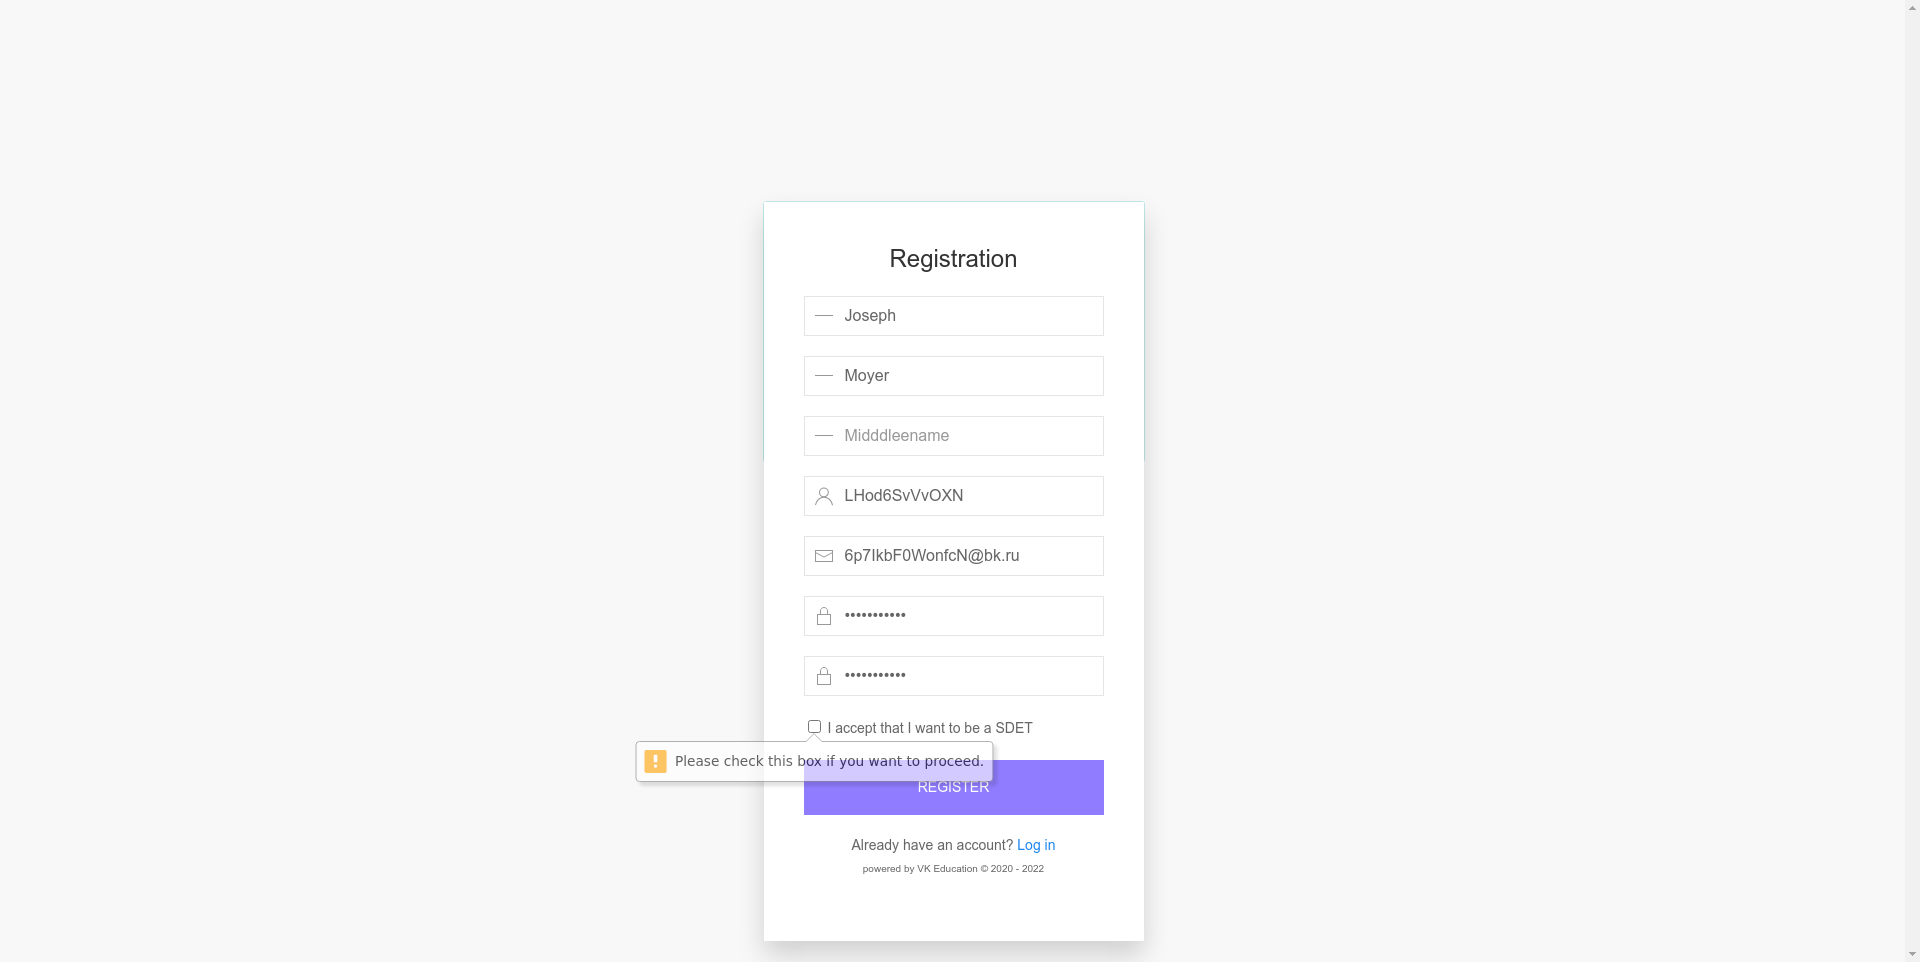 Registration
Joseph
Moyer
Midddleename
LHod6SvVvOXN
6p7IkbF0WonfcN@bk.ru
•••••••••••
•••••••••••
I accept that I want to be a SDET
Please check this box if you want to proceed.
REGISTER
Already have an account? Log in
powered by VK Education © 2020 - 2022